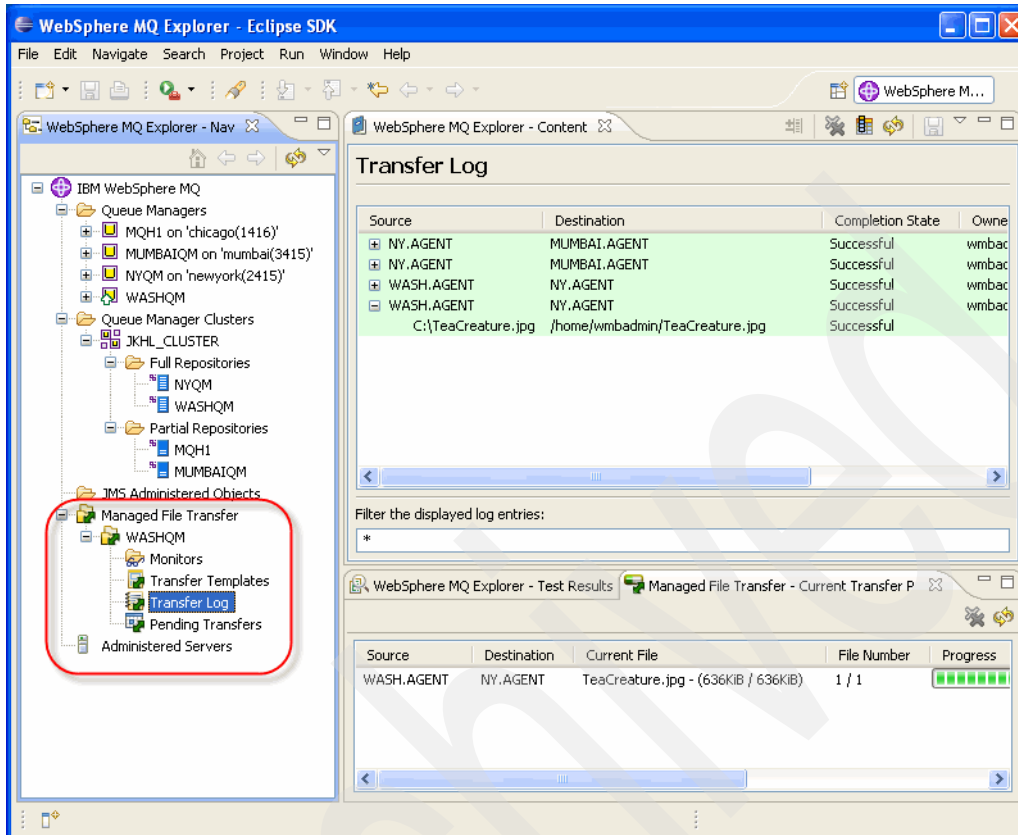 WebSphere MQ Explorer - Eclipse SDK
File Edit Navigate Search Project Run Window Help
WebSphere M...
WebSphere MQ Explorer - Nav
IBM WebSphere MQ
Queue Managers
MQH1 on 'chicago(1416)'
MUMBAIQM on 'mumbai(3415)'
NYQM on 'newyork(2415)'
WASHQM
Queue Manager Clusters
JKHL_CLUSTER
Full Repositories
NYQM
WASHQM
Partial Repositories
MQH1
MUMBAIQM
JMS Administered Objects
Managed File Transfer
WASHQM
Monitors
Transfer Templates
Transfer Log
Pending Transfers
Administered Servers
WebSphere MQ Explorer - Content
Transfer Log
Source Destination Completion State Owne
NY.AGENT MUMBAI.AGENT Successful wmbac
NY.AGENT MUMBAI.AGENT Successful wmbac
WASH.AGENT NY.AGENT Successful wmbac
WASH.AGENT NY.AGENT Successful wmbac
C:\TeaCreature.jpg /home/wmbadmin/TeaCreature.jpg Successful
Filter the displayed log entries:
*
WebSphere MQ Explorer - Test Results Managed File Transfer - Current Transfer P
Source Destination Current File File Number Progress
WASH.AGENT NY.AGENT TeaCreature.jpg - (636KiB / 636KiB) 1 / 1